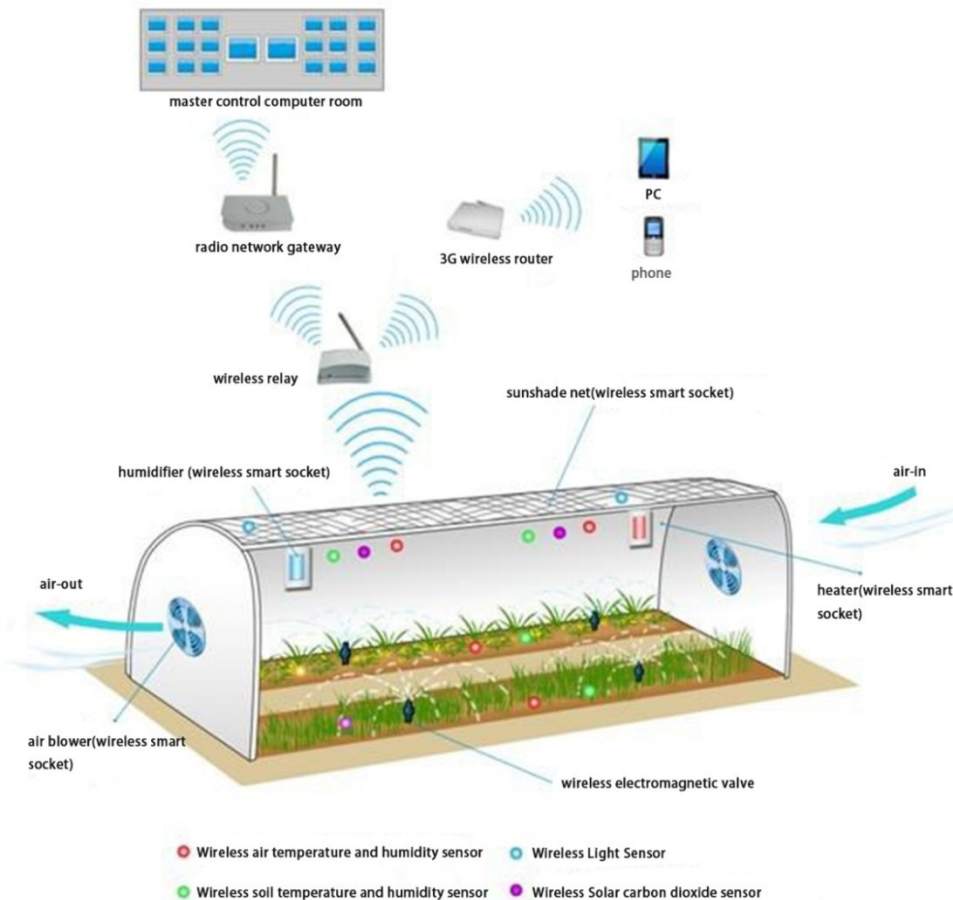 master control computer room
radio network gateway
PC
3G wireless router
phone
wireless relay
sunshade net(wireless smart socket)
humidifier (wireless smart socket)
air-in
air-out
heater(wireless smart
socket)
air blower(wireless smart
socket)
wireless electromagnetic valve
Wireless air temperature and humidity sensor
Wireless Light Sensor
Wireless soil temperature and humidity sensor
Wireless Solar carbon dioxide sensor